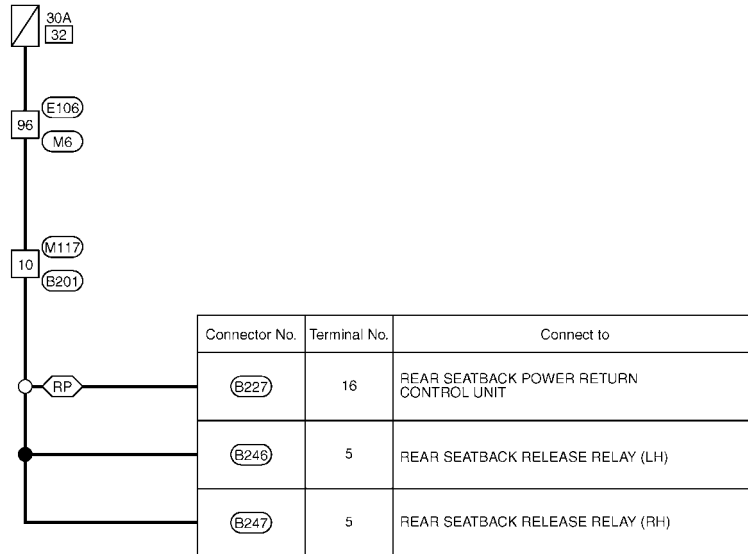 30A
32
E106
96
M6
M117
10
B201
Connector No. Terminal No. Connect to
RP B227 16 REAR SEATBACK POWER RETURN
CONTROL UNIT
B246 5 REAR SEATBACK RELEASE RELAY (LH)
B247 5 REAR SEATBACK RELEASE RELAY (RH)